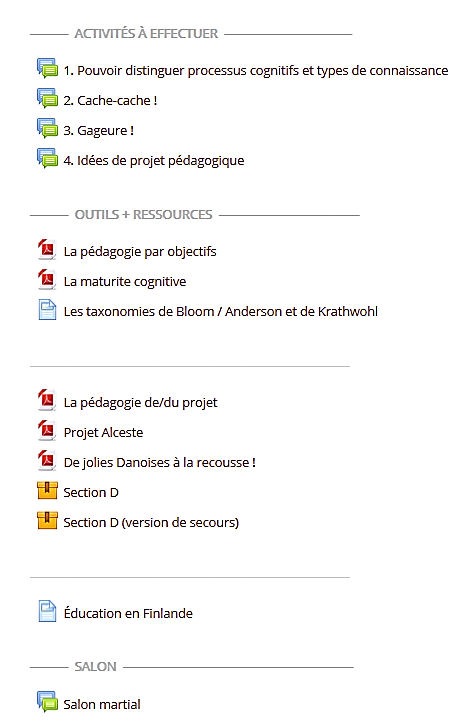 ACTIVITÉS À EFFECTUER
1. Pouvoir distinguer processus cognitifs et types de connaissance
2. Cache-cache !
3. Gageure !
4. Idées de projet pédagogique
OUTILS + RESSOURCES
La pédagogie par objectifs
La maturite cognitive
Les taxonomies de Bloom / Anderson et de Krathwohl
La pédagogie de/du projet
Projet Alceste
De jolies Danoises à la recousse !
Section D
Section D (version de secours)
Éducation en Finlande
SALON
Salon martial